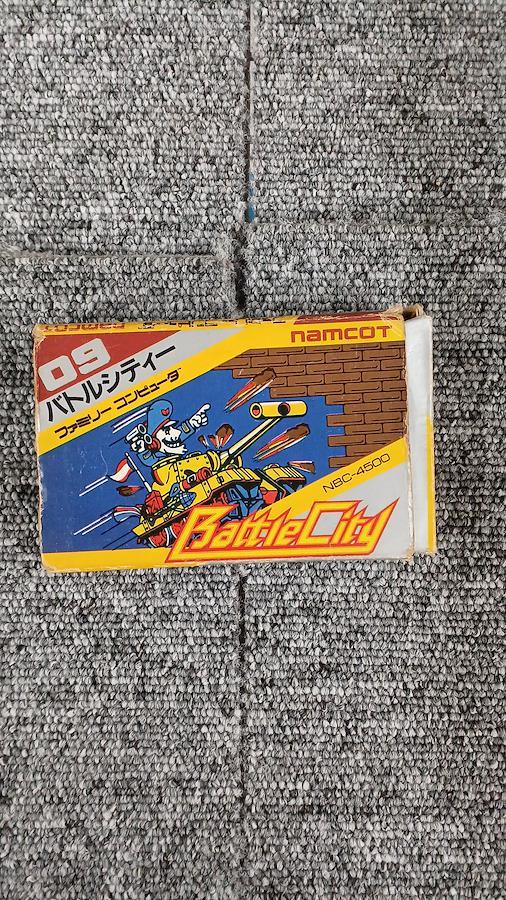 09
バトルシティー
ファミリー コンピュータ
namcot
NBC-4500
BattleCity